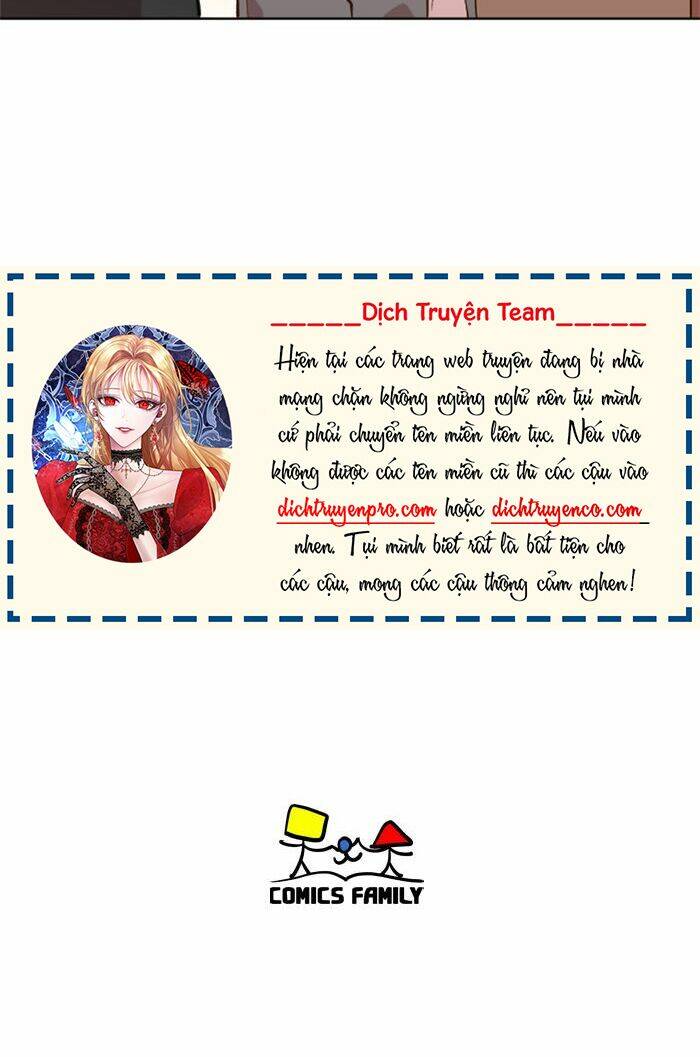 _____Dịch Truyện Team_____
Hiện tại các trang web truyện đang bị nhà
mạng chặn không ngừng nghỉ nên tụi mình
cứ phải chuyển tên miền liên tục. Nếu vào
không được các tên miền cũ thì các cậu vào
dichtruyenpro.com hoặc dichtruyenco.com
nhen. Tụi mình biết rất là bất tiện cho
các cậu, mong các cậu thông cảm nghen!
COMICS FAMILY